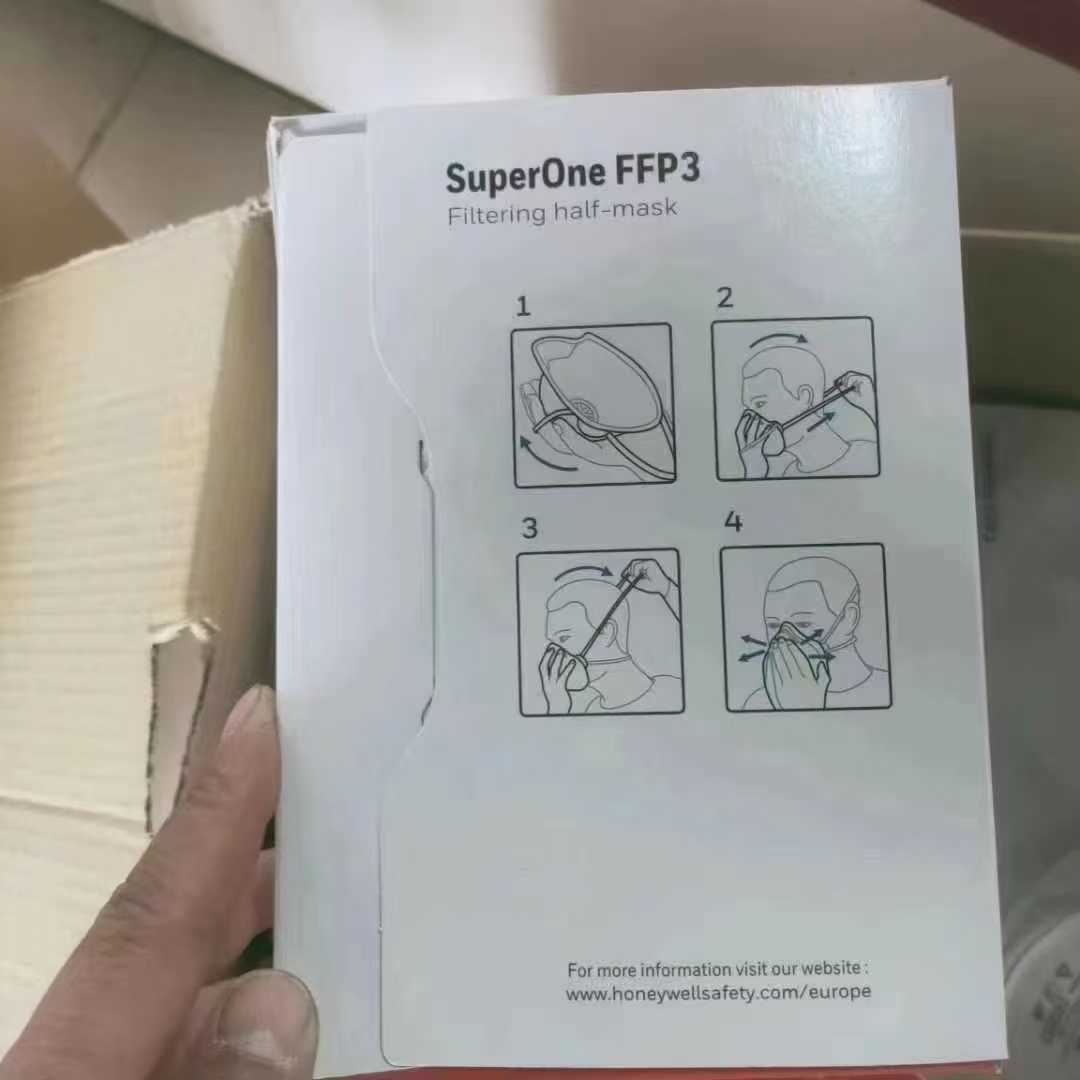 SuperOne FFP3
Filtering half-mask
1
2
3
4
For more information visit our website :
www.honeywellsafety.com/europe